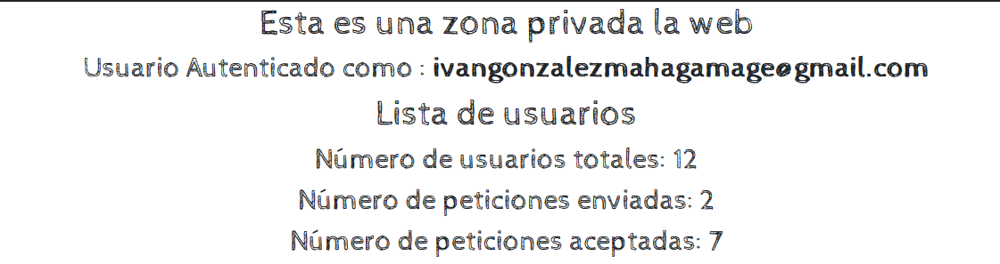 Esta es una zona privada la web
Usuario Autenticado como : ivangonzalezmahagamage@gmail.com
Lista de usuarios
Número de usuarios totales: 12
Número de peticiones enviadas: 2
Número de peticiones aceptadas: 7